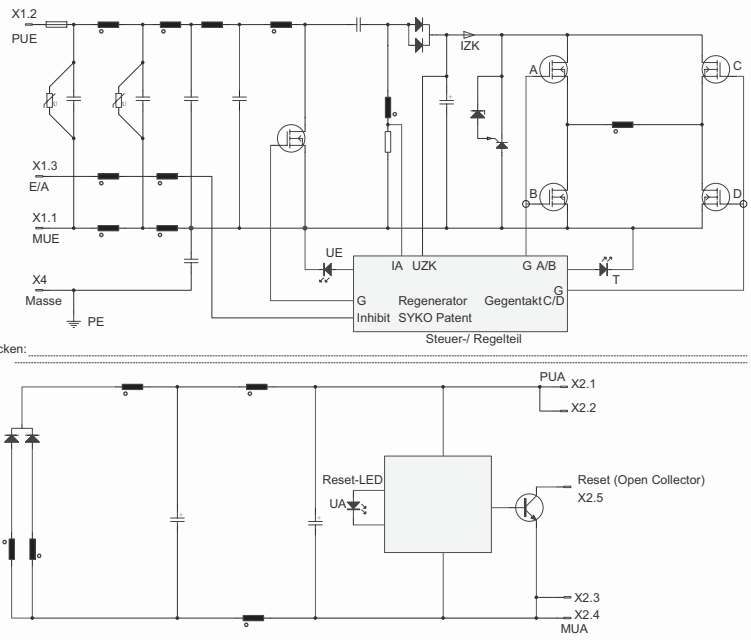 X1.2
PUE
IZK
A
C
U
U
X1.3
E/A
B
D
X1.1
MUE
UE
IA UZK
G A/B
T
X4
Masse
G
G Regenerator Gegentakt C/D
PE
Inhibit SYKO Patent
Steuer-/ Regelteil
cken:
PUA
X2.1
X2.2
Reset-LED
Reset (Open Collector)
UA
X2.5
X2.3
X2.4
MUA